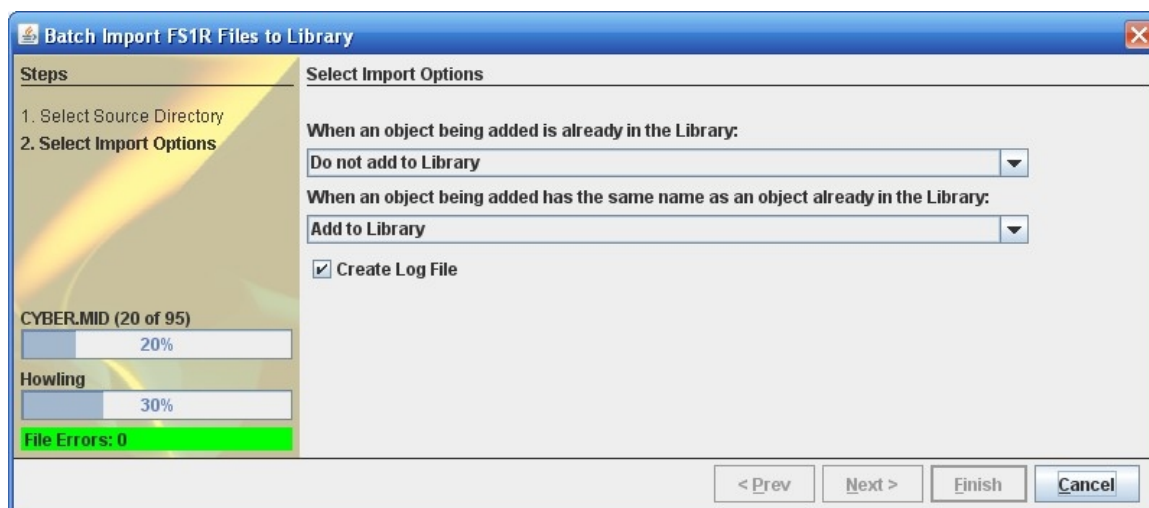 Batch Import FS1R Files to Library
Steps
1. Select Source Directory
2. Select Import Options
CYBER.MID (20 of 95)
20%
Howling
30%
File Errors: 0
Select Import Options
When an object being added is already in the Library:
Do not add to Library
When an object being added has the same name as an object already in the Library:
Add to Library
Create Log File
< Prev
Next >
Finish
Cancel